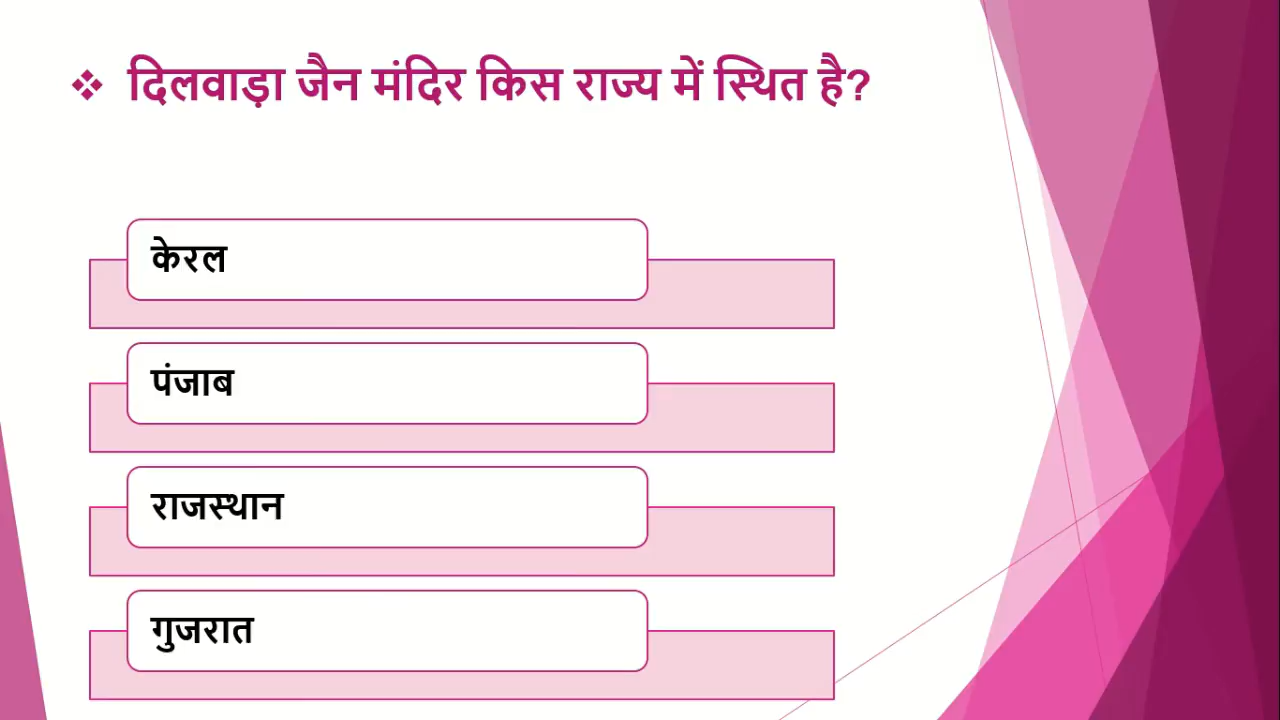 ❖ दिलवाड़ा जैन मंदिर किस राज्य में स्थित है?
केरल
पंजाब
राजस्थान
गुजरात